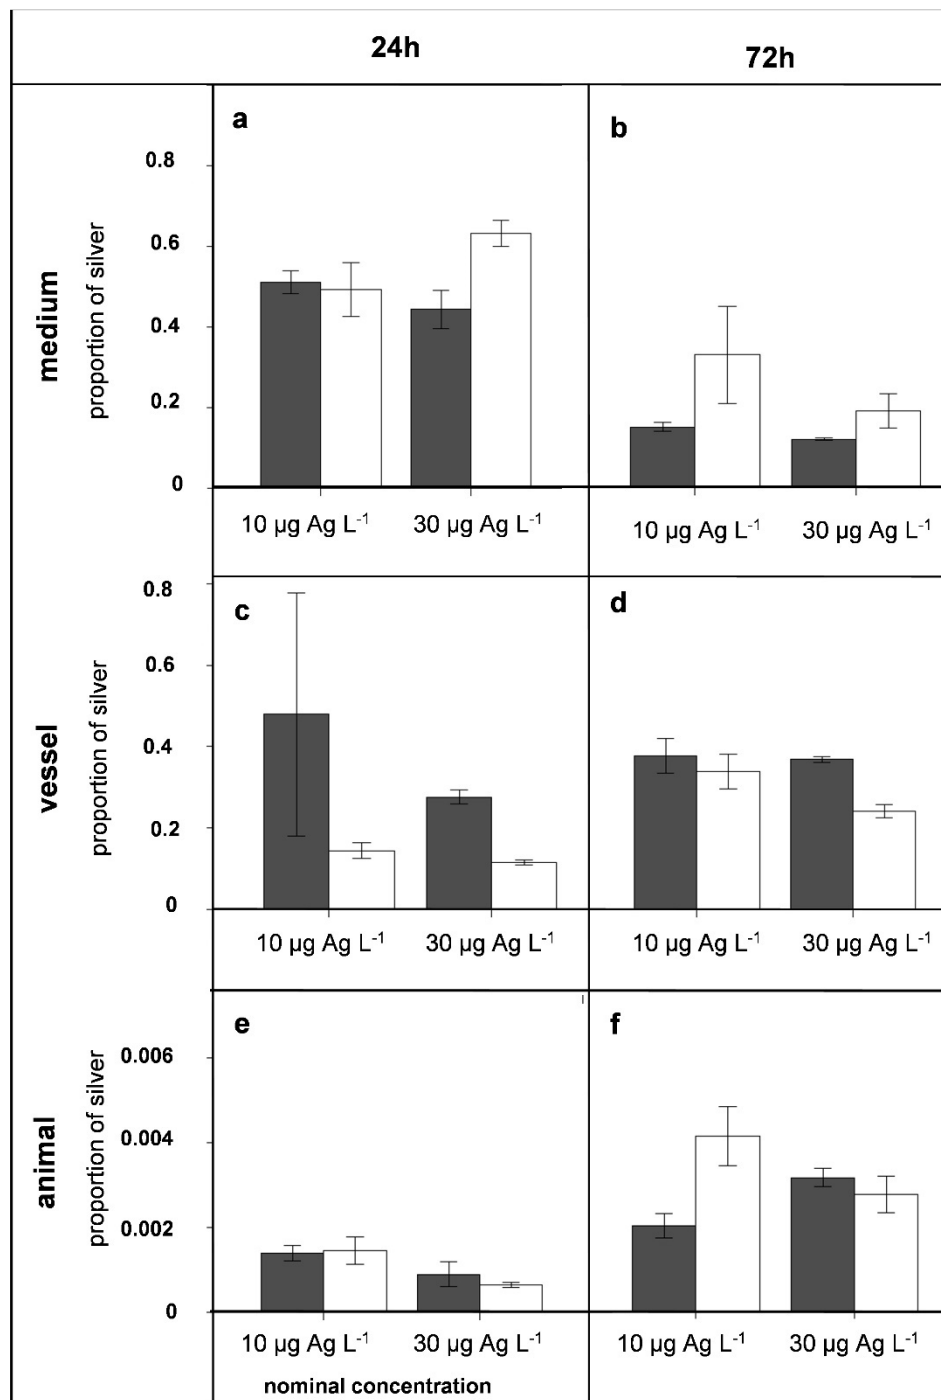 24h 72h
medium
proportion of silver
a
b
0.8
0.6
0.4
0.2
0
10 µg Ag L⁻¹ 30 µg Ag L⁻¹
10 µg Ag L⁻¹ 30 µg Ag L⁻¹
vessel
proportion of silver
c
d
0.8
0.6
0.4
0.2
0
10 µg Ag L⁻¹ 30 µg Ag L⁻¹
10 µg Ag L⁻¹ 30 µg Ag L⁻¹
animal
proportion of silver
e
f
0.006
0.004
0.002
0
10 µg Ag L⁻¹ 30 µg Ag L⁻¹
10 µg Ag L⁻¹ 30 µg Ag L⁻¹
nominal concentration